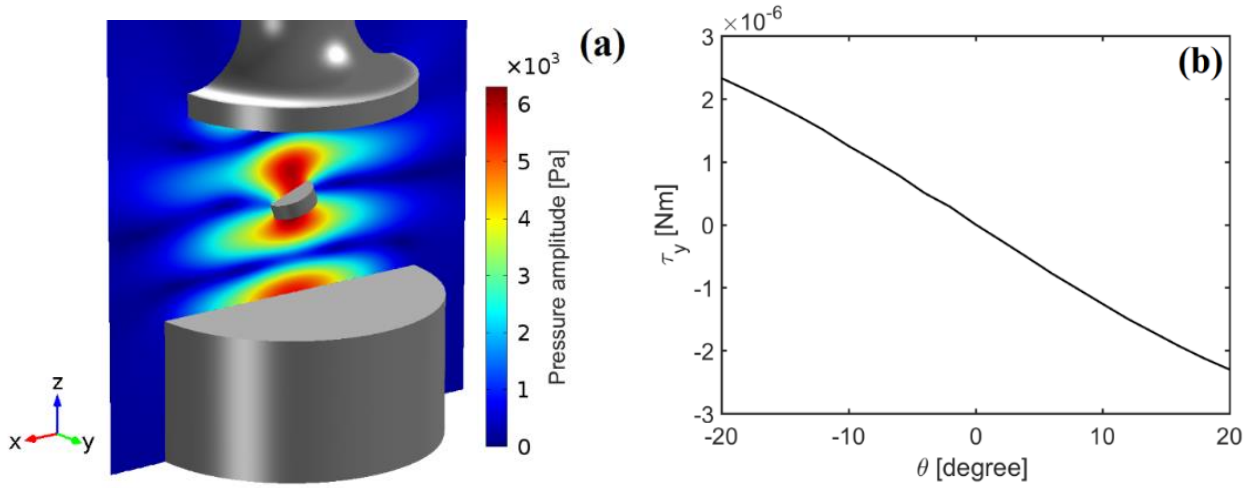 (a)
×10³
6
5
4
3
2
1
0
Pressure amplitude [Pa]
z
x
y
×10⁻⁶
(b)
3
2
1
0
-1
-2
-3
τy [Nm]
-20
-10
0
10
20
θ [degree]